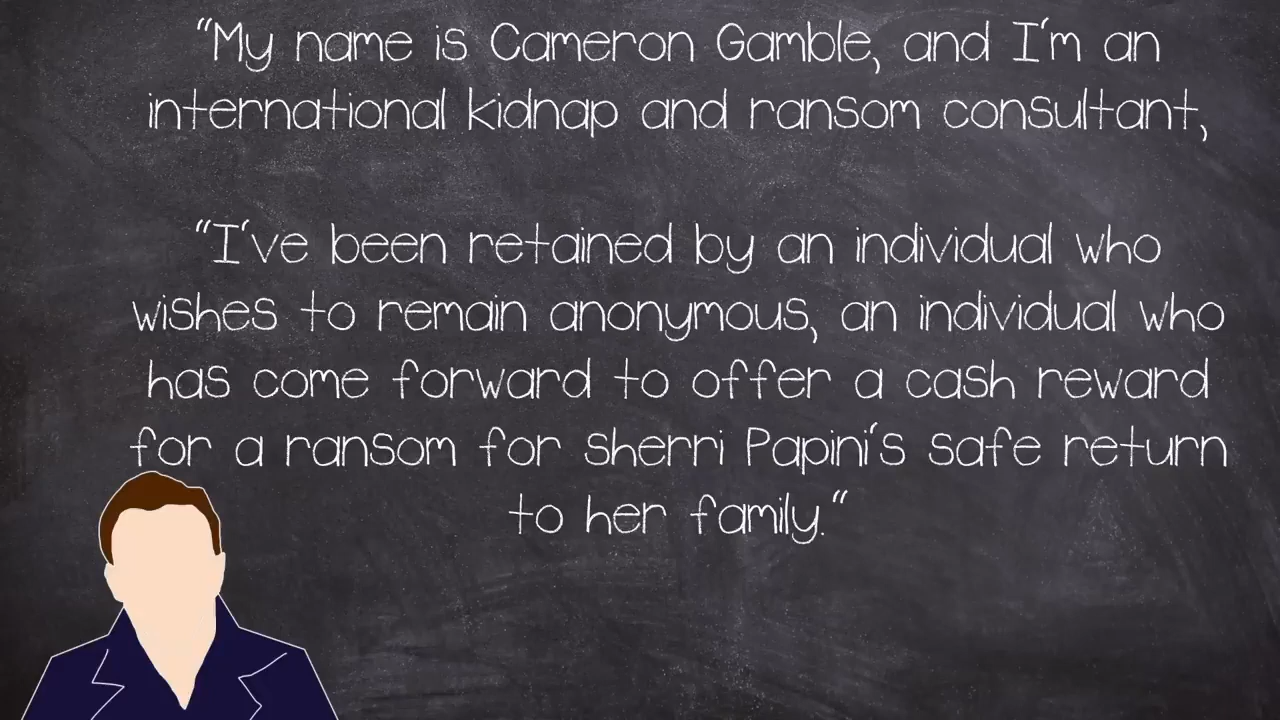 “My name is Cameron Gamble, and I'm an
international kidnap and ransom consultant,
“I've been retained by an individual who
wishes to remain anonymous, an individual who
has come forward to offer a cash reward
for a ransom for sherri Papini's safe return
to her family.“